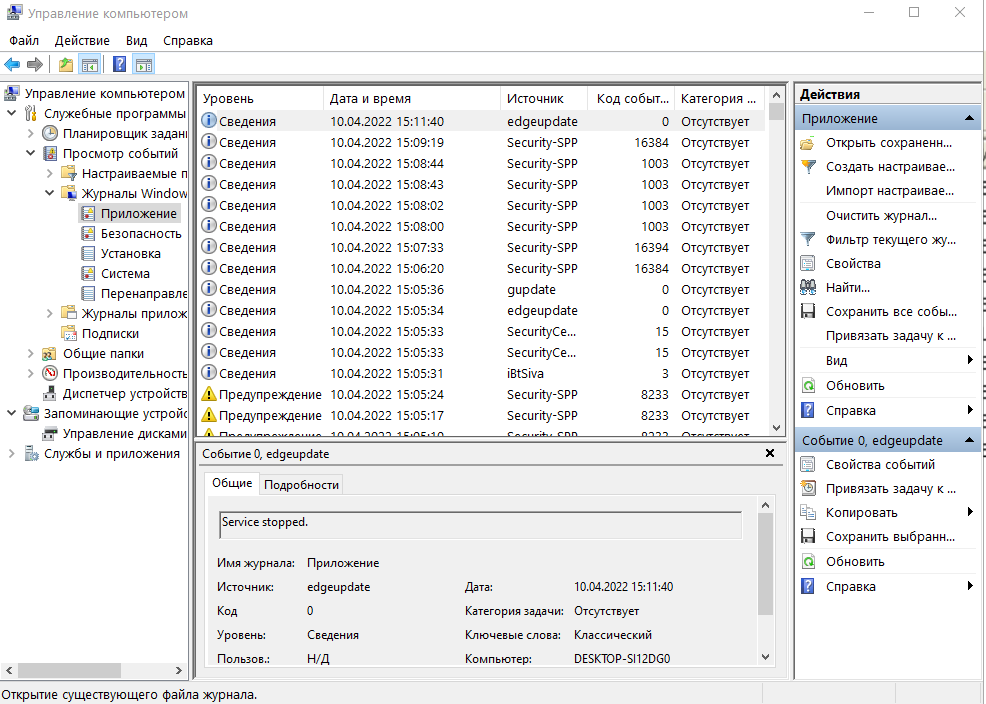 Управление компьютером
Файл Действие Вид Справка
Управление компьютером
Служебные программы
Планировщик задан
Просмотр событий
Настраиваемые п
Журналы Window
Приложение
Безопасность
Установка
Система
Перенаправле
Журналы прилож
Подписки
Общие папки
Производительность
Диспетчер устройств
Запоминающие устройс
Управление дисками
Службы и приложения
Уровень Дата и время Источник Код событ... Категория ...
Сведения 10.04.2022 15:11:40 edgeupdate 0 Отсутствует
Сведения 10.04.2022 15:09:19 Security-SPP 16384 Отсутствует
Сведения 10.04.2022 15:08:44 Security-SPP 1003 Отсутствует
Сведения 10.04.2022 15:08:43 Security-SPP 1003 Отсутствует
Сведения 10.04.2022 15:08:02 Security-SPP 1003 Отсутствует
Сведения 10.04.2022 15:08:00 Security-SPP 1003 Отсутствует
Сведения 10.04.2022 15:07:33 Security-SPP 16394 Отсутствует
Сведения 10.04.2022 15:06:20 Security-SPP 16384 Отсутствует
Сведения 10.04.2022 15:05:36 gupdate 0 Отсутствует
Сведения 10.04.2022 15:05:34 edgeupdate 0 Отсутствует
Сведения 10.04.2022 15:05:33 SecurityCe... 15 Отсутствует
Сведения 10.04.2022 15:05:33 SecurityCe... 15 Отсутствует
Сведения 10.04.2022 15:05:31 iBtSiva 3 Отсутствует
Предупреждение 10.04.2022 15:05:24 Security-SPP 8233 Отсутствует
Предупреждение 10.04.2022 15:05:17 Security-SPP 8233 Отсутствует
Предупреждение 10.04.2022 15:05:10 Security-SPP 8233 Отсутствует
Событие 0, edgeupdate
Общие Подробности
Service stopped.
Имя журнала: Приложение
Источник: edgeupdate Дата: 10.04.2022 15:11:40
Код 0 Категория задачи: Отсутствует
Уровень: Сведения Ключевые слова: Классический
Пользов.: Н/Д Компьютер: DESKTOP-SI12DG0
Действия
Приложение
Открыть сохраненн...
Создать настраивае...
Импорт настраивае...
Очистить журнал...
Фильтр текущего жу...
Свойства
Найти...
Сохранить все собы...
Привязать задачу к ...
Вид
Обновить
Справка
Событие 0, edgeupdate
Свойства событий
Привязать задачу к ...
Копировать
Сохранить выбранн...
Обновить
Справка
Открытие существующего файла журнала.